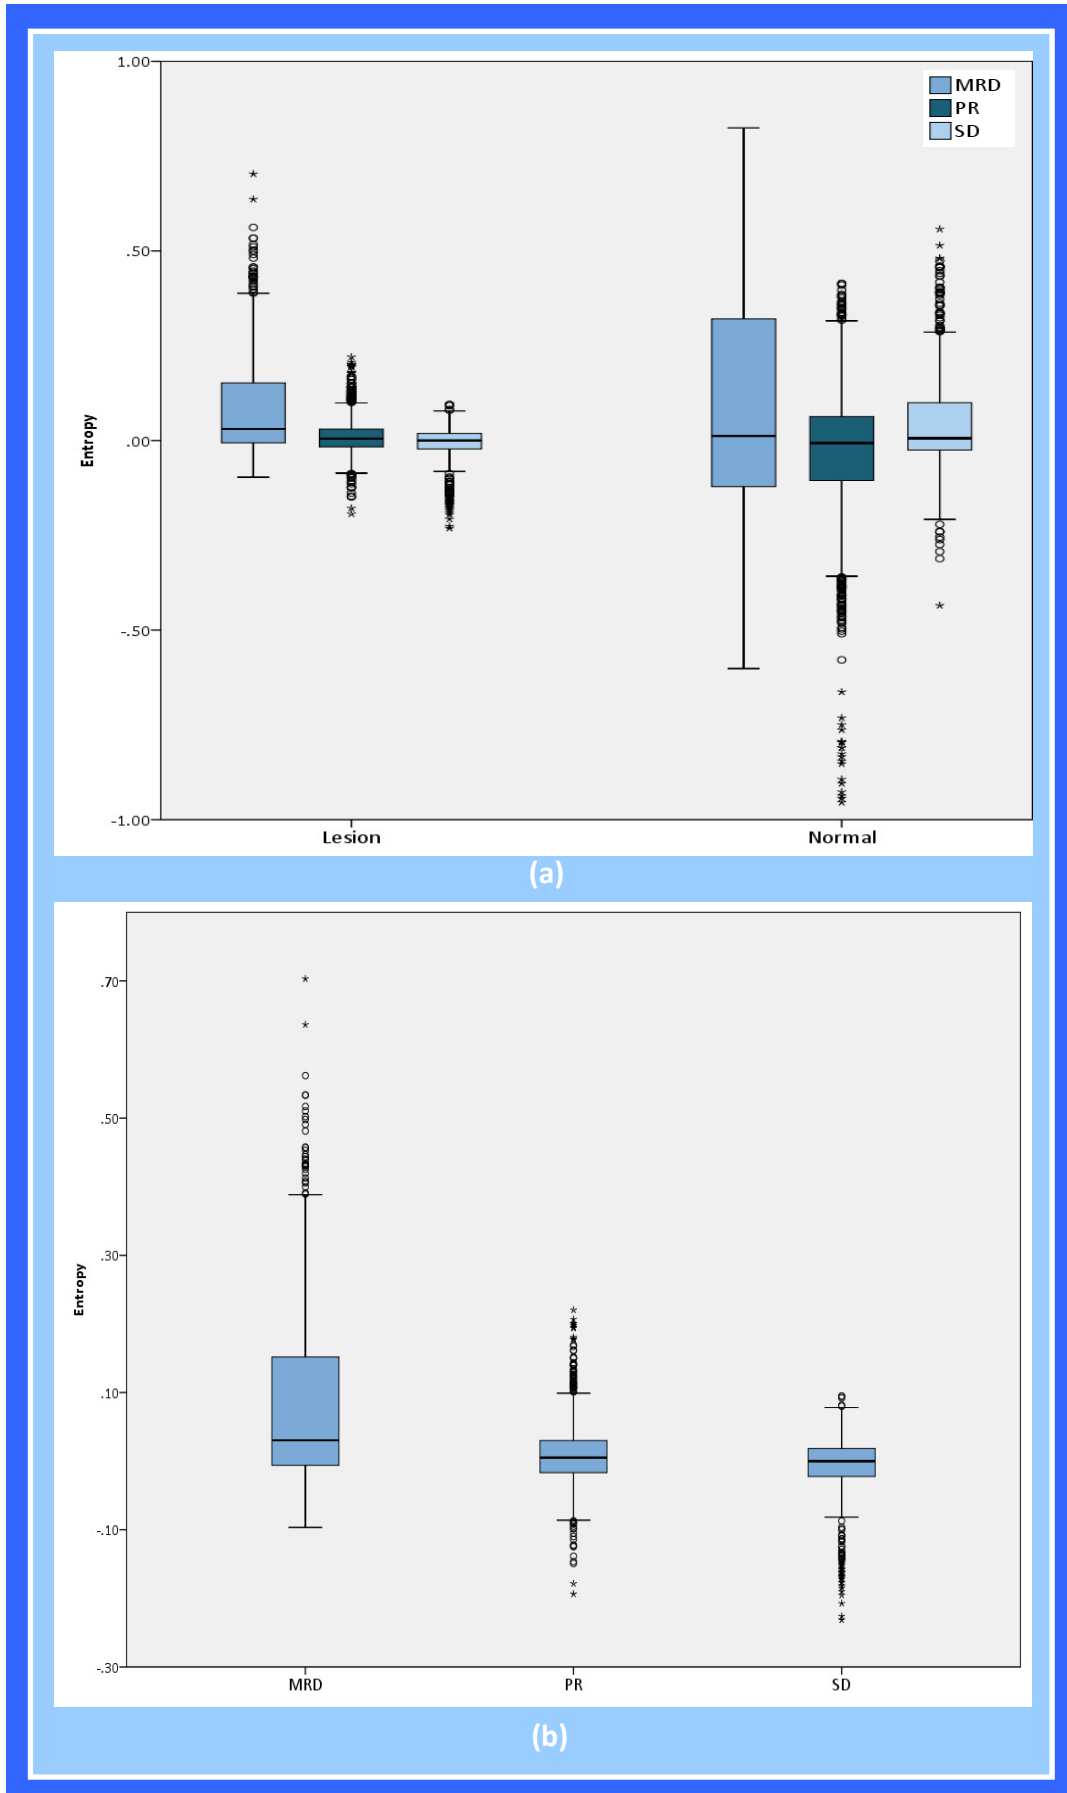 1.00
.50
.00
-.50
-1.00
Entropy
MRD
PR
SD
Lesion Normal
(a)
.70
.50
.30
.10
-.10
-.30
Entropy
MRD PR SD
(b)